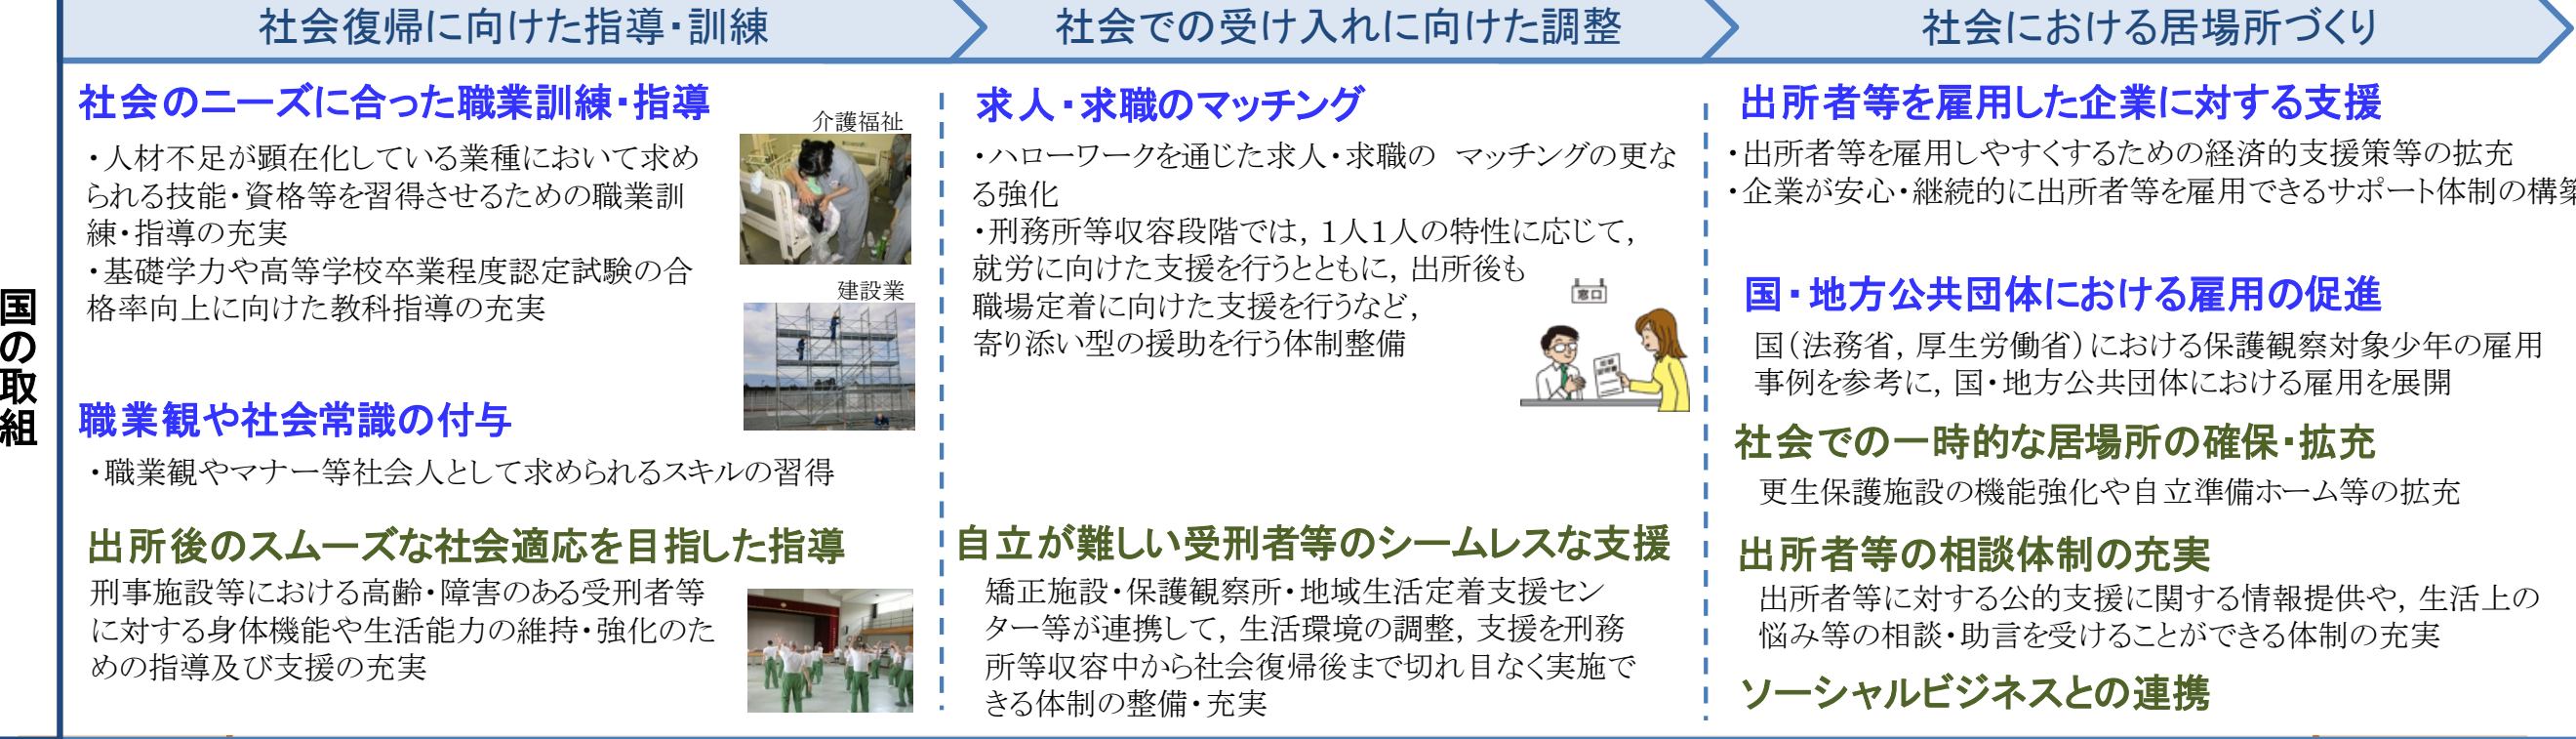 社会復帰に向けた指導・訓練
社会での受け入れに向けた調整
社会における居場所づくり
国の取組
社会のニーズに合った職業訓練・指導
介護福祉
・人材不足が顕在化している業種において求め
られる技能・資格等を習得させるための職業訓
練・指導の充実
・基礎学力や高等学校卒業程度認定試験の合
格率向上に向けた教科指導の充実
建設業
職業観や社会常識の付与
・職業観やマナー等社会人として求められるスキルの習得
出所後のスムーズな社会適応を目指した指導
刑事施設等における高齢・障害のある受刑者等
に対する身体機能や生活能力の維持・強化のた
めの指導及び支援の充実
求人・求職のマッチング
・ハローワークを通じた求人・求職の　マッチングの更な
る強化
・刑務所等収容段階では，１人１人の特性に応じて，
就労に向けた支援を行うとともに，出所後も
職場定着に向けた支援を行うなど，
寄り添い型の援助を行う体制整備
窓口
自立が難しい受刑者等のシームレスな支援
矯正施設・保護観察所・地域生活定着支援セン
ター等が連携して，生活環境の調整，支援を刑務
所等収容中から社会復帰後まで切れ目なく実施で
きる体制の整備・充実
出所者等を雇用した企業に対する支援
・出所者等を雇用しやすくするための経済的支援策等の拡充
・企業が安心・継続的に出所者等を雇用できるサポート体制の構築
国・地方公共団体における雇用の促進
国（法務省，厚生労働省）における保護観察対象少年の雇用
事例を参考に，国・地方公共団体における雇用を展開
社会での一時的な居場所の確保・拡充
更生保護施設の機能強化や自立準備ホーム等の拡充
出所者等の相談体制の充実
出所者等に対する公的支援に関する情報提供や，生活上の
悩み等の相談・助言を受けることができる体制の充実
ソーシャルビジネスとの連携